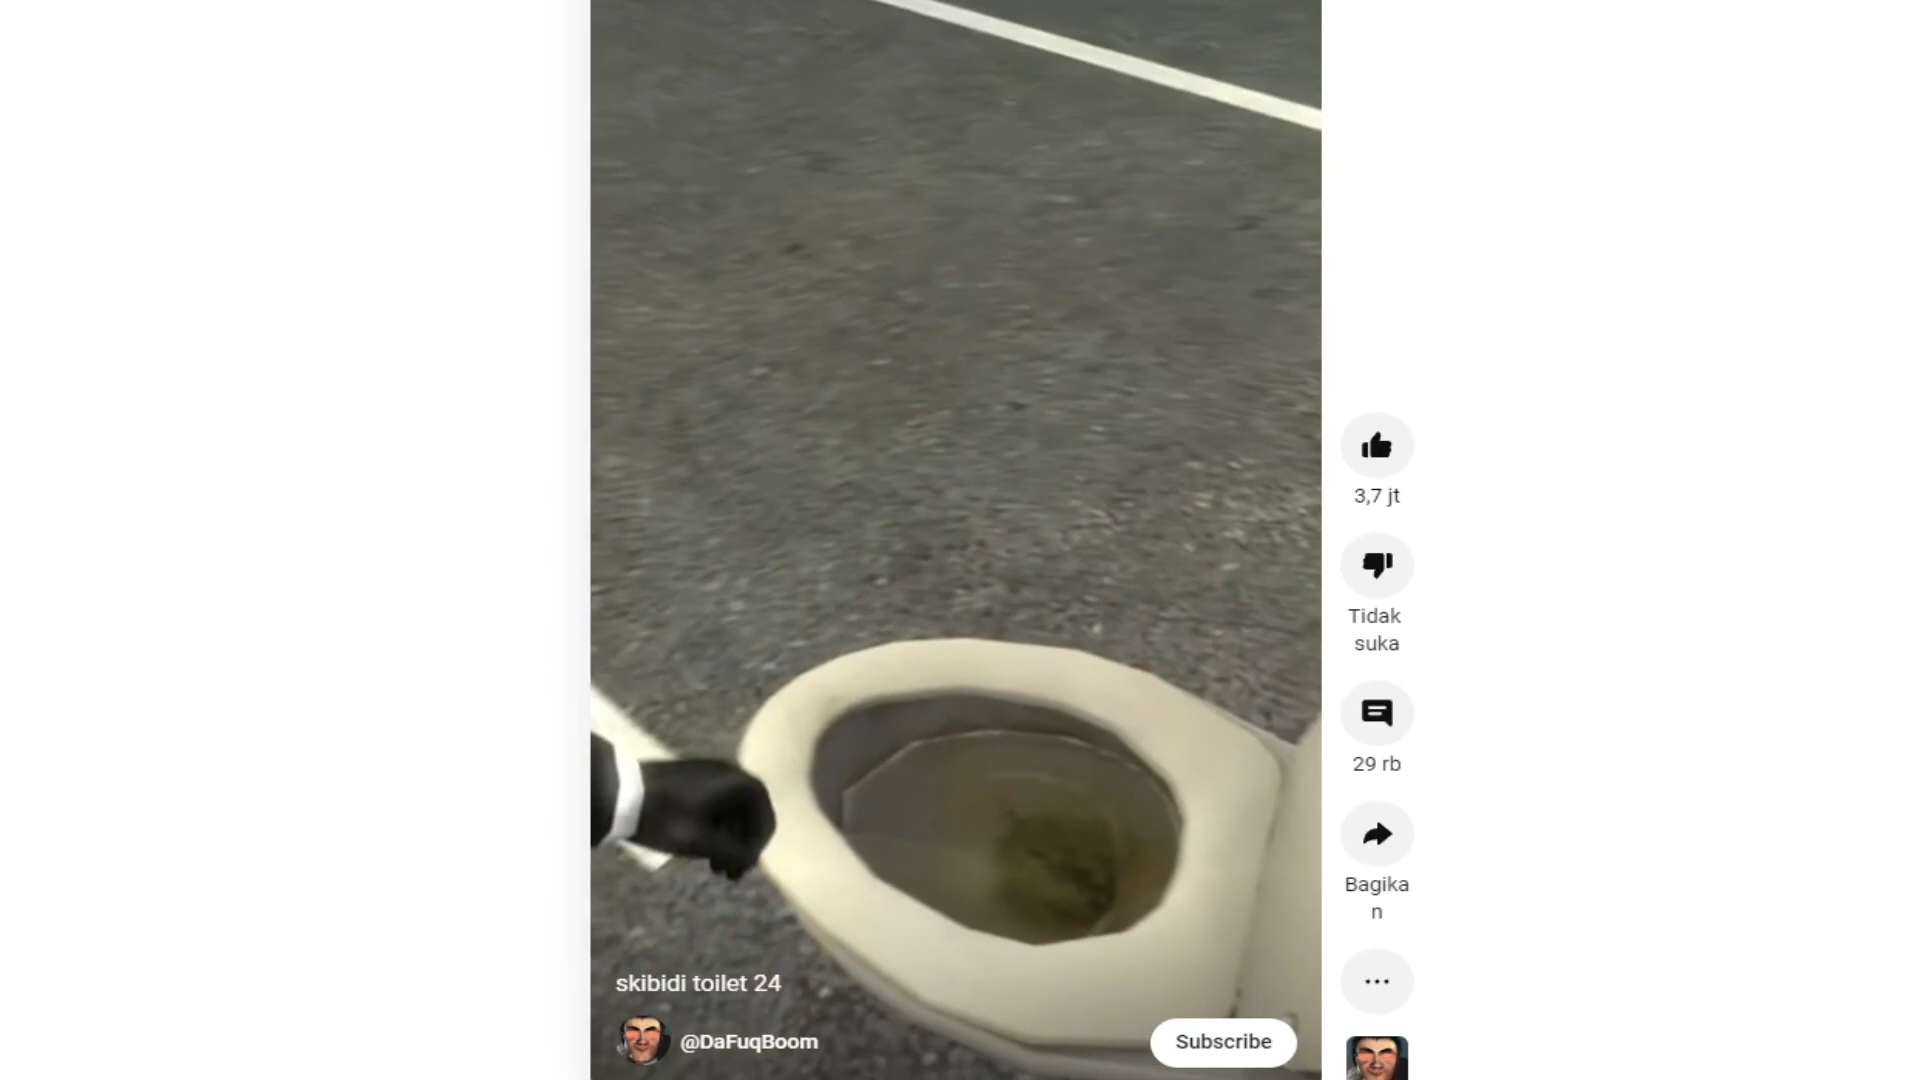 3,7 jt
Tidak
suka
29 rb
Bagika
n
skibidi toilet 24
@DaFuqBoom
Subscribe